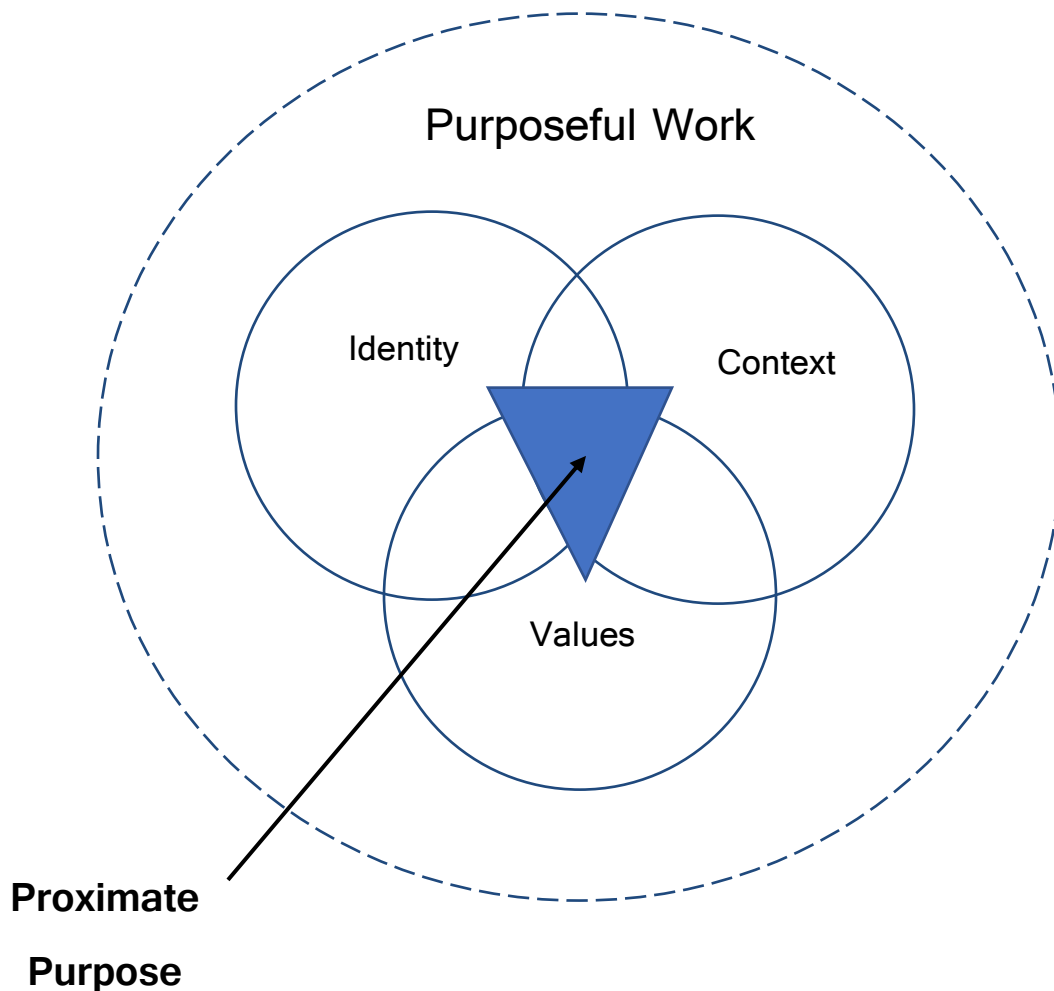 Purposeful Work
Identity
Context
Values
Proximate
Purpose